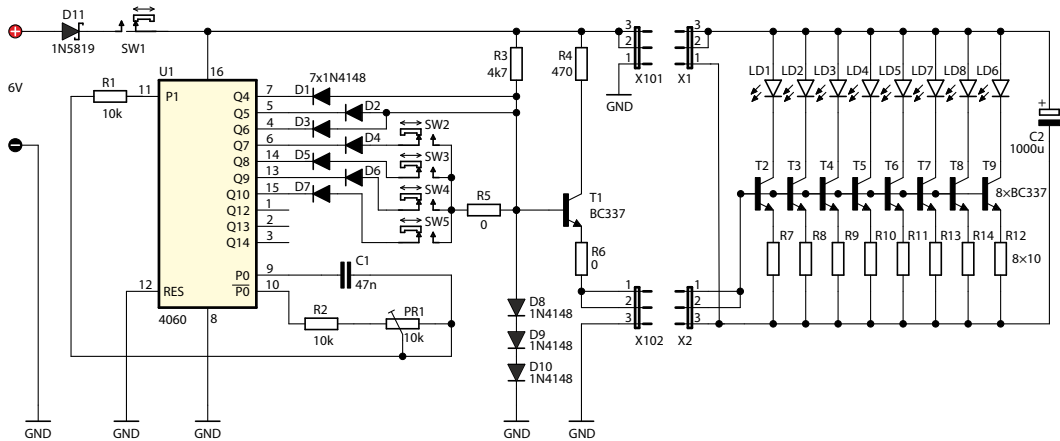 D11
1N5819
SW1
6V
GND
R1
10k
U1
16
11
P1
12
RES
4060
8
Q4
Q5
Q6
Q7
Q8
Q9
Q10
Q12
Q13
Q14
P0
P0
7
5
4
6
14
13
15
1
2
3
9
10
7x1N4148
D1
D2
D3
D4
D5
D6
D7
SW2
SW3
SW4
SW5
C1
47n
R2
10k
PR1
10k
GND
GND
R3
4k7
R4
470
R5
0
T1
BC337
R6
0
D8
1N4148
D9
1N4148
D10
1N4148
GND
GND
3
2
1
X101
GND
3
2
1
X1
1
2
3
X102
1
2
3
X2
LD1
LD2
LD3
LD4
LD5
LD7
LD8
LD6
+
C2
1000u
T2
T3
T4
T5
T6
T7
T8
T9
8×BC337
R7
R8
R9
R10
R11
R13
R14
R12
8×10